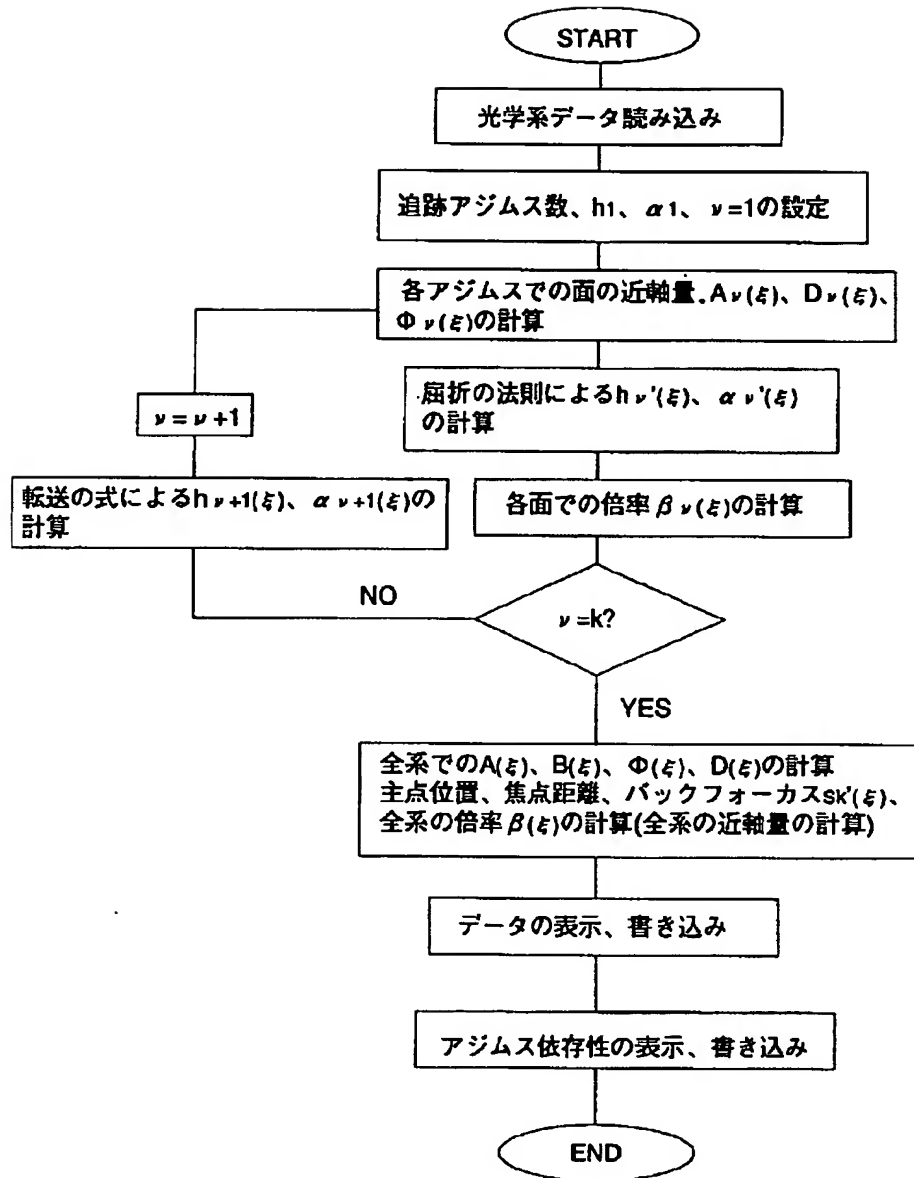 START
光学系データ読み込み
追跡アジムス数、h1、α1、ν=1の設定
各アジムスでの面の近軸量.Aν(ξ)、Dν(ξ)、
Φν(ξ)の計算
屈折の法則によるhν'(ξ)、αν'(ξ)
の計算
ν=ν+1
転送の式によるhν+1(ξ)、αν+1(ξ)の
計算
各面での倍率βν(ξ)の計算
NO
ν=k?
YES
全系でのA(ξ)、B(ξ)、Φ(ξ)、D(ξ)の計算
主点位置、焦点距離、バックフォーカスsk'(ξ)、
全系の倍率β(ξ)の計算(全系の近軸量の計算)
データの表示、書き込み
アジムス依存性の表示、書き込み
END